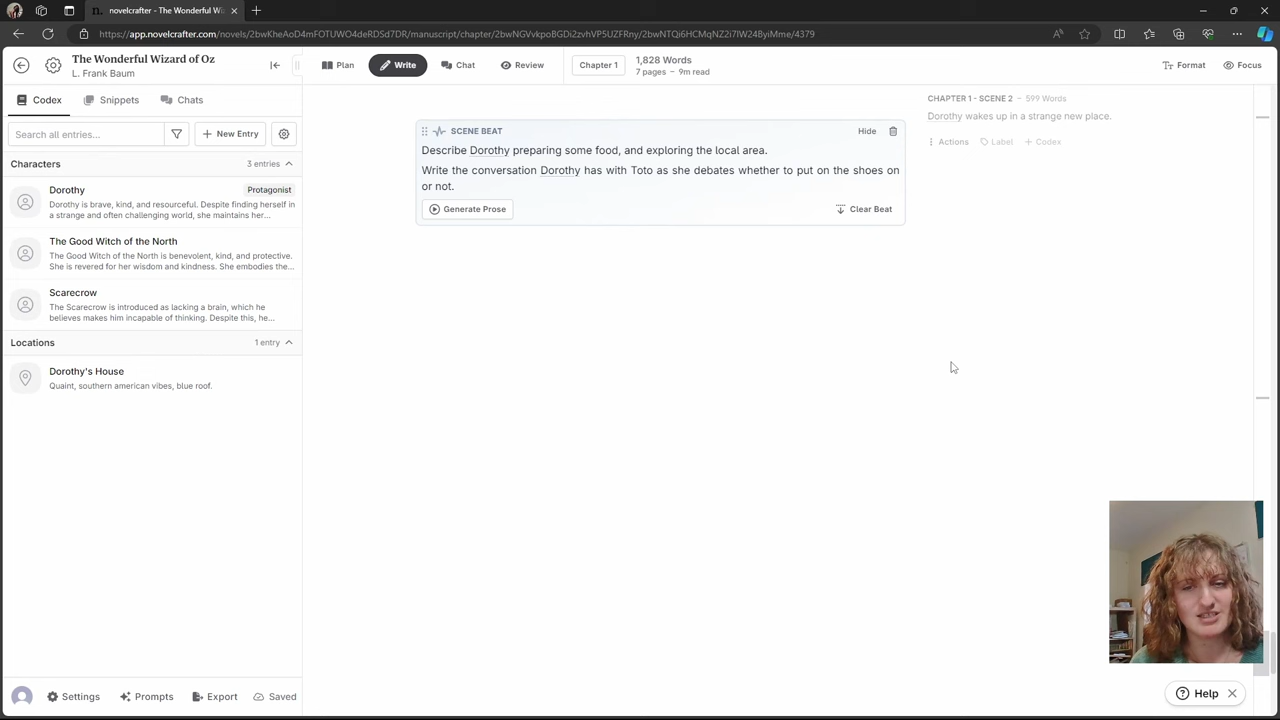 novelcrafter - The Wonderful Wi
https://app.novelcrafter.com/novels/2bwKheAoD4mFOTUWO4deRDSd7DR/manuscript/chapter/2bwNGVvkpoBGDi2zvhVP5UZFRny/2bwNTQi6HCMqNZ2i7lW24ByiMme/4379
The Wonderful Wizard of Oz
L. Frank Baum
Plan
Write
Chat
Review
Chapter 1
1,828 Words
7 pages • 9m read
Format
Focus
Codex
Snippets
Chats
Search all entries...
+ New Entry
Characters
3 entries
Dorothy
Protagonist
Dorothy is brave, kind, and resourceful. Despite finding herself in a strange and often challenging world, she maintains her...
The Good Witch of the North
The Good Witch of the North is benevolent, kind, and protective. She is revered for her wisdom and kindness. She embodies the...
Scarecrow
The Scarecrow is introduced as lacking a brain, which he believes makes him incapable of thinking. Despite this, he...
Locations
1 entry
Dorothy's House
Quaint, southern american vibes, blue roof.
SCENE BEAT
Hide
Describe Dorothy preparing some food, and exploring the local area.
Write the conversation Dorothy has with Toto as she debates whether to put on the shoes on
or not.
Generate Prose
Clear Beat
CHAPTER 1 - SCENE 2 – 599 Words
Dorothy wakes up in a strange new place.
Actions
Label
+ Codex
Settings
Prompts
Export
Saved
Help